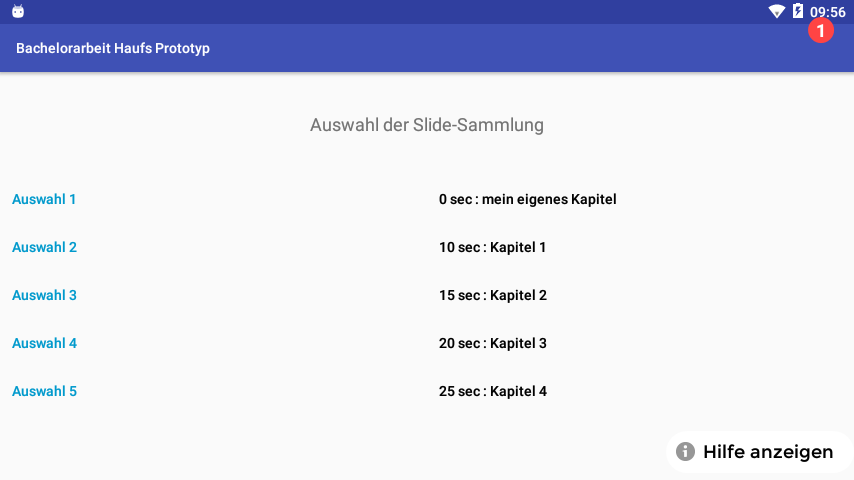 09:56
1
Bachelorarbeit Haufs Prototyp
Auswahl der Slide-Sammlung
Auswahl 1 0 sec : mein eigenes Kapitel
Auswahl 2 10 sec : Kapitel 1
Auswahl 3 15 sec : Kapitel 2
Auswahl 4 20 sec : Kapitel 3
Auswahl 5 25 sec : Kapitel 4
Hilfe anzeigen